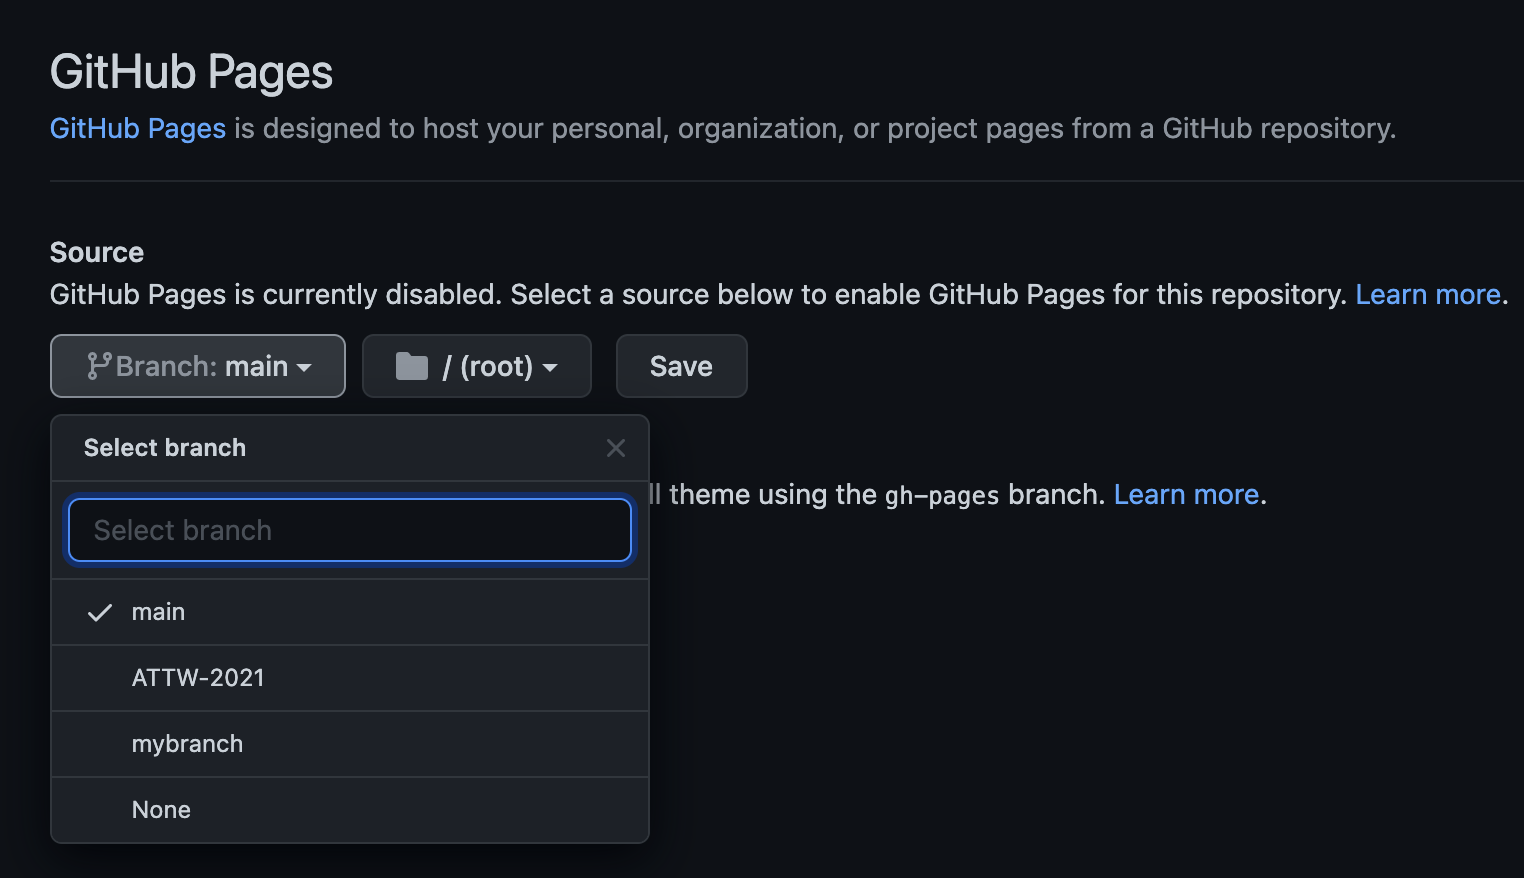 GitHub Pages
GitHub Pages is designed to host your personal, organization, or project pages from a GitHub repository.
Source
GitHub Pages is currently disabled. Select a source below to enable GitHub Pages for this repository. Learn more.
Branch: main / (root) Save
Select branch
theme using the gh-pages branch. Learn more.
Select branch
main
ATTW-2021
mybranch
None